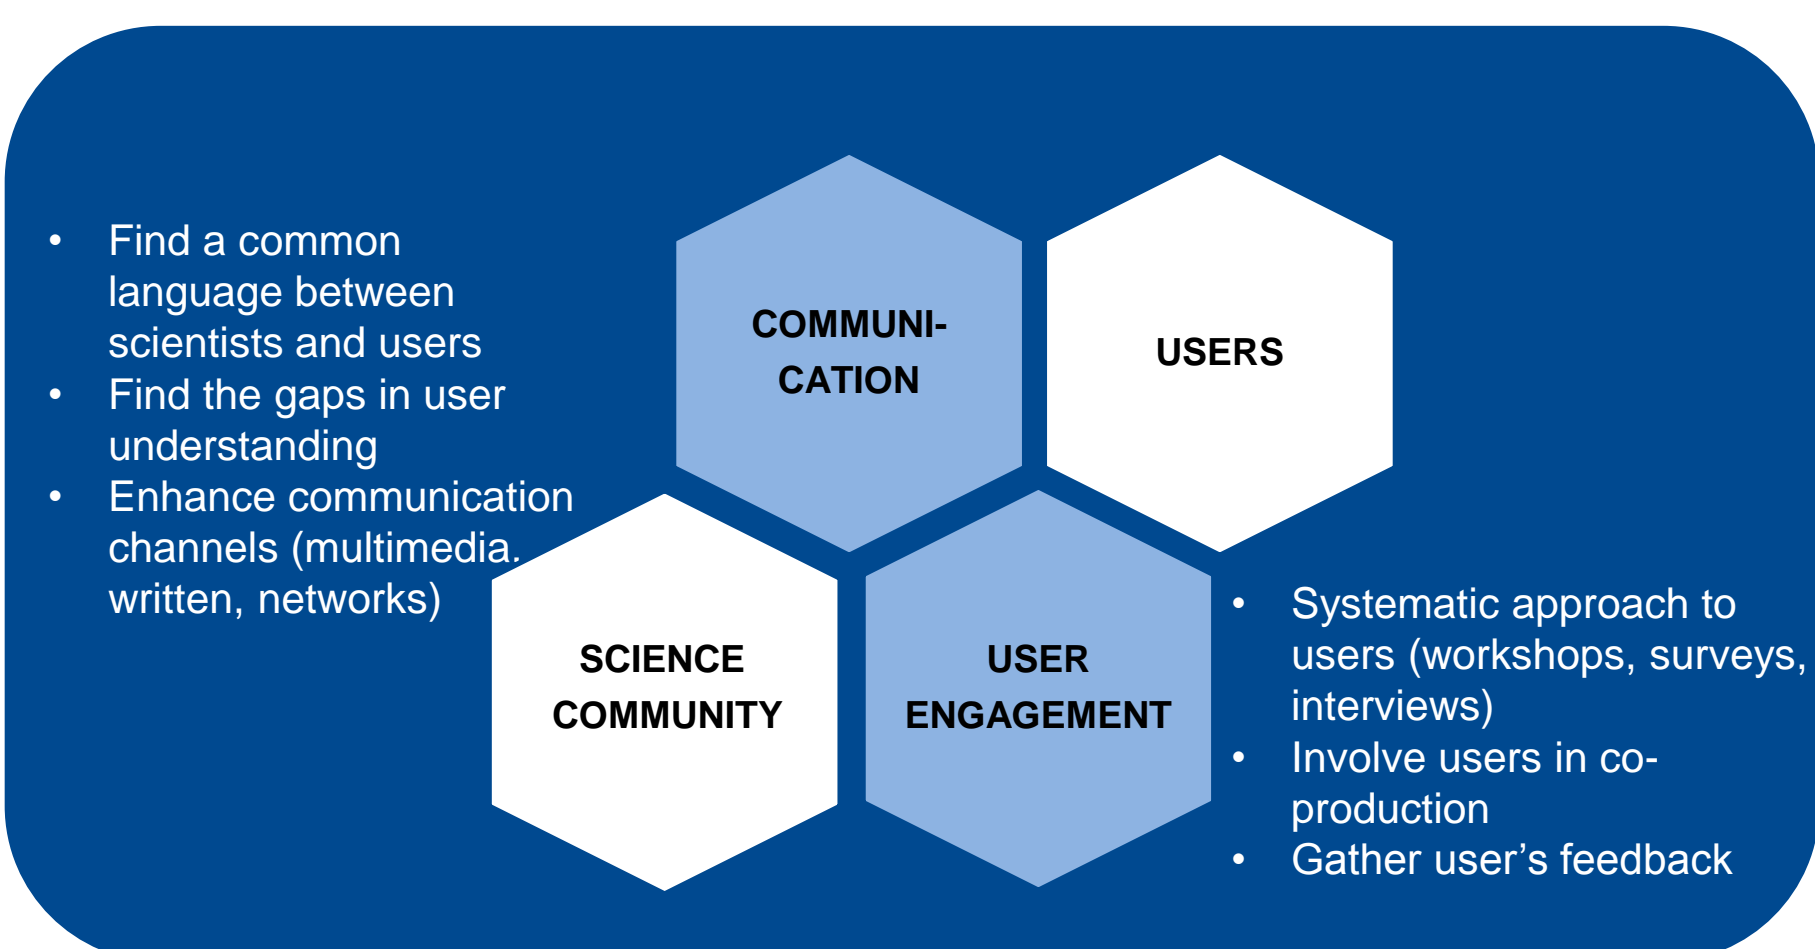 • Find a common
language between
scientists and users
• Find the gaps in user
understanding
• Enhance communication
channels (multimedia.
written, networks)
COMMUNI-
CATION
USERS
SCIENCE
COMMUNITY
USER
ENGAGEMENT
• Systematic approach to
users (workshops, surveys,
interviews)
• Involve users in co-
production
• Gather user’s feedback